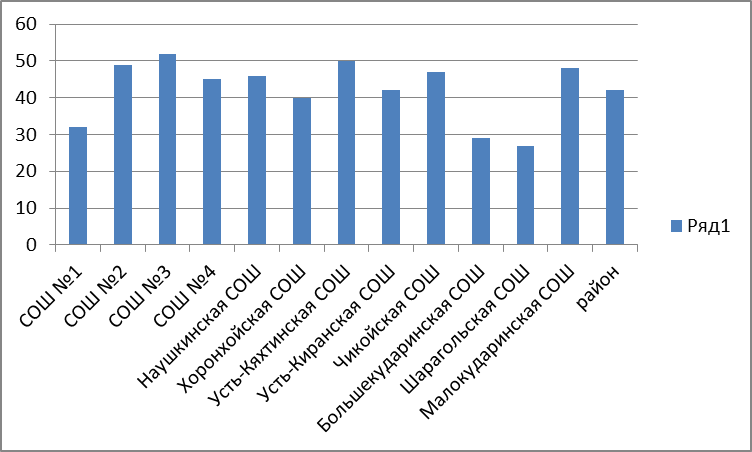 60
50
40
30
20
10
0
СОШ №1
СОШ №2
СОШ №3
СОШ №4
Наушкинская СОШ
Хоронхойская СОШ
Усть-Кяхтинская СОШ
Усть-Киранская СОШ
Чикойская СОШ
Большекударинская СОШ
Шарагольская СОШ
Малокударинская СОШ
район
Ряд1